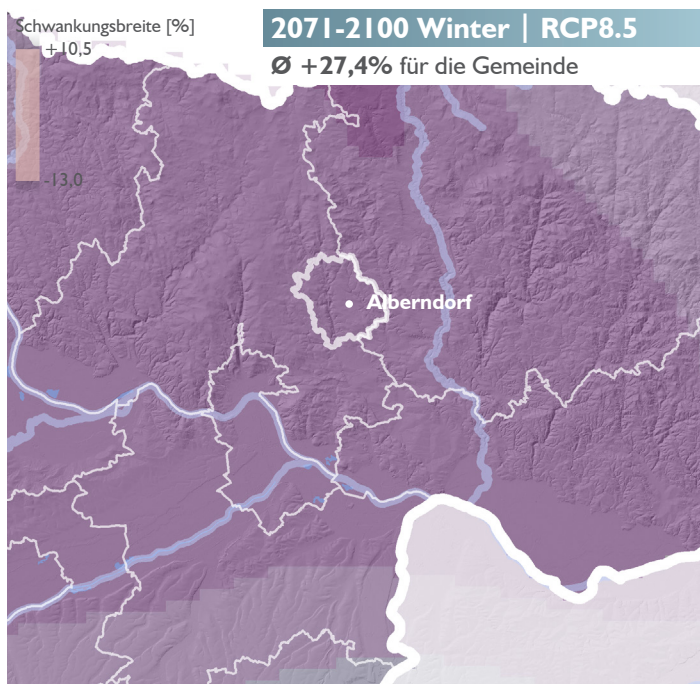 Schwankungsbreite [%]
+10,5
-13,0
2071-2100 Winter | RCP8.5
Ø +27,4% für die Gemeinde
Alberndorf